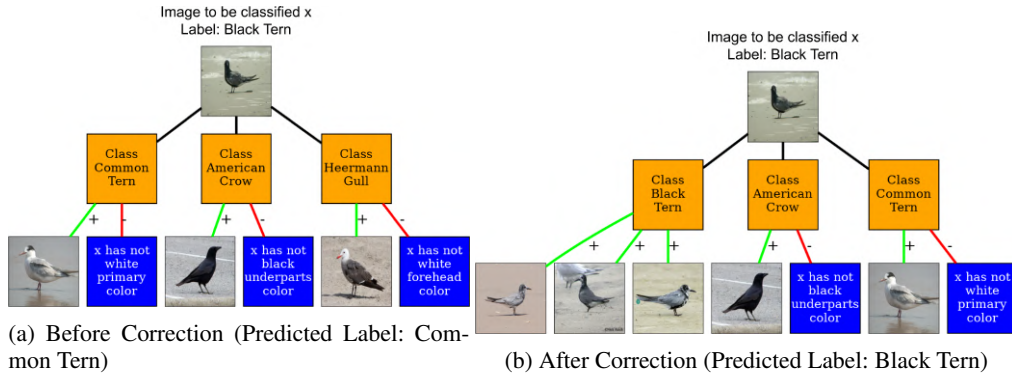 Image to be classified x
Label: Black Tern
Class
Common
Tern
Class
American
Crow
Class
Heermann
Gull
+
-
+
-
+
-
x has not
white
primary
color
x has not
black
underparts
color
x has not
white
forehead
color
(a) Before Correction (Predicted Label: Com-
mon Tern)
Image to be classified x
Label: Black Tern
Class
Black
Tern
Class
American
Crow
Class
Common
Tern
+
+
+
+
-
+
-
x has not
black
underparts
color
x has not
white
primary
color
(b) After Correction (Predicted Label: Black Tern)